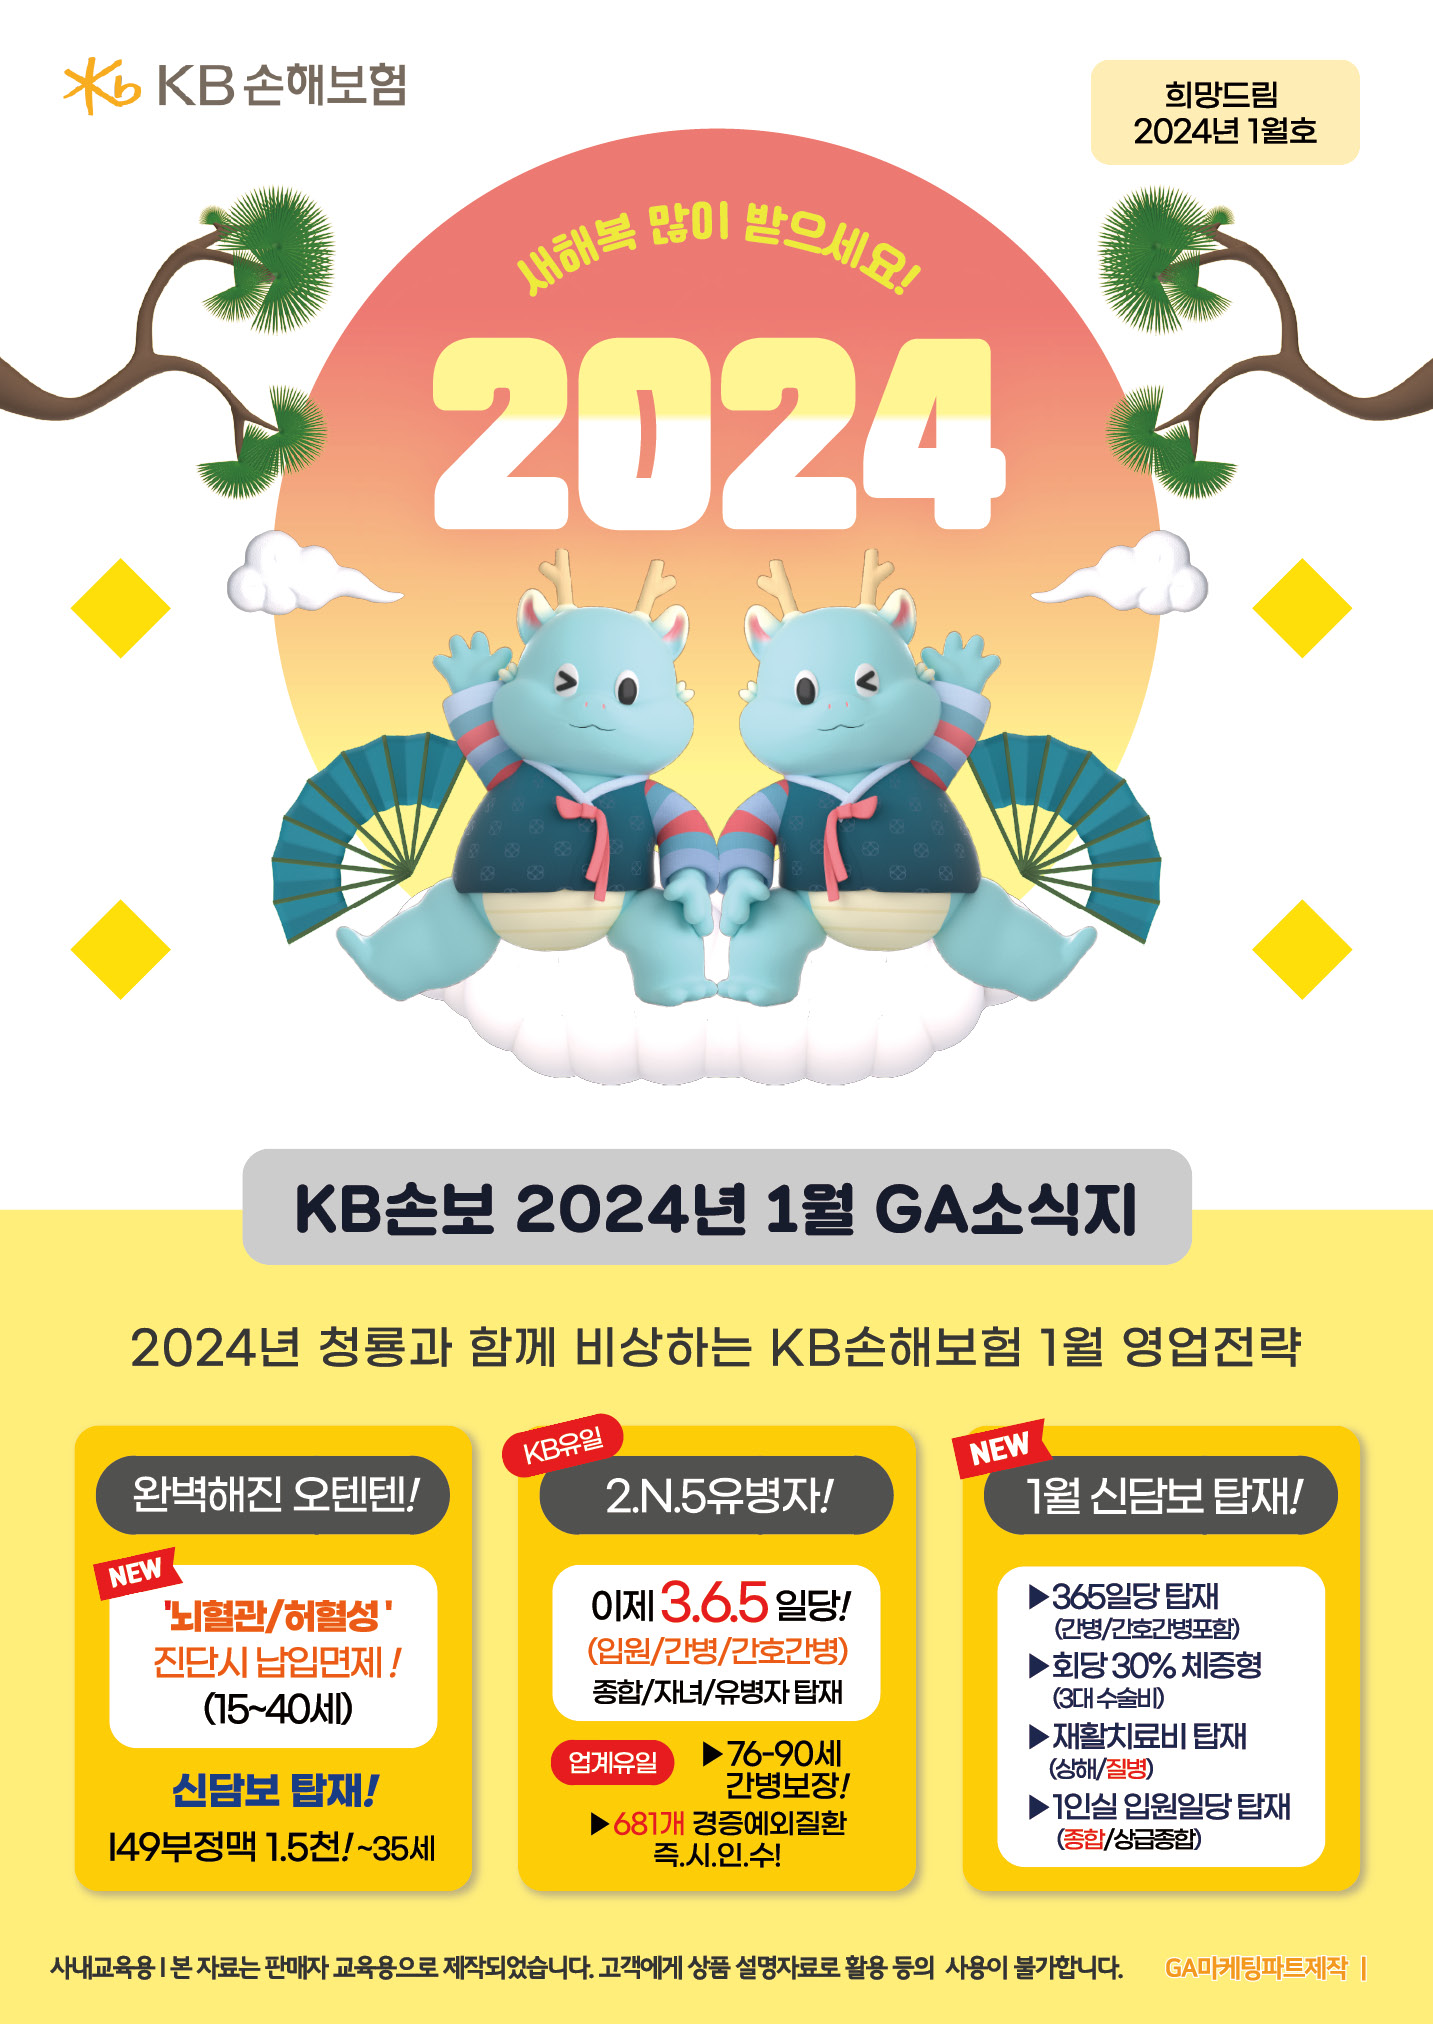 KB손해보험
희망드림
2024년 1월호
새해복 많이 받으세요!
2024
KB손보 2024년 1월 GA소식지
2024년 청룡과 함께 비상하는 KB손해보험 1월 영업전략
완벽해진 오텐텐!
NEW
'뇌혈관/허혈성'
진단시 납입면제!
(15~40세)
신담보 탑재!
I49부정맥 1.5천! ~35세
KB유일
2.N.5유병자!
이제 3.6.5 일당!
(입원/간병/간호간병)
종합/자녀/유병자 탑재
업계유일
▶76-90세
간병보장!
▶681개 경증예외질환
즉.시.인.수!
NEW
1월 신담보 탑재!
▶365일당 탑재
(간병/간호간병포함)
▶회당 30% 체증형
(3대 수술비)
▶재활치료비 탑재
(상해/질병)
▶1인실 입원일당 탑재
(종합/상급종합)
사내교육용 I 본 자료는 판매자 교육용으로 제작되었습니다. 고객에게 상품 설명자료로 활용 등의 사용이 불가합니다.
GA마케팅파트제작 |